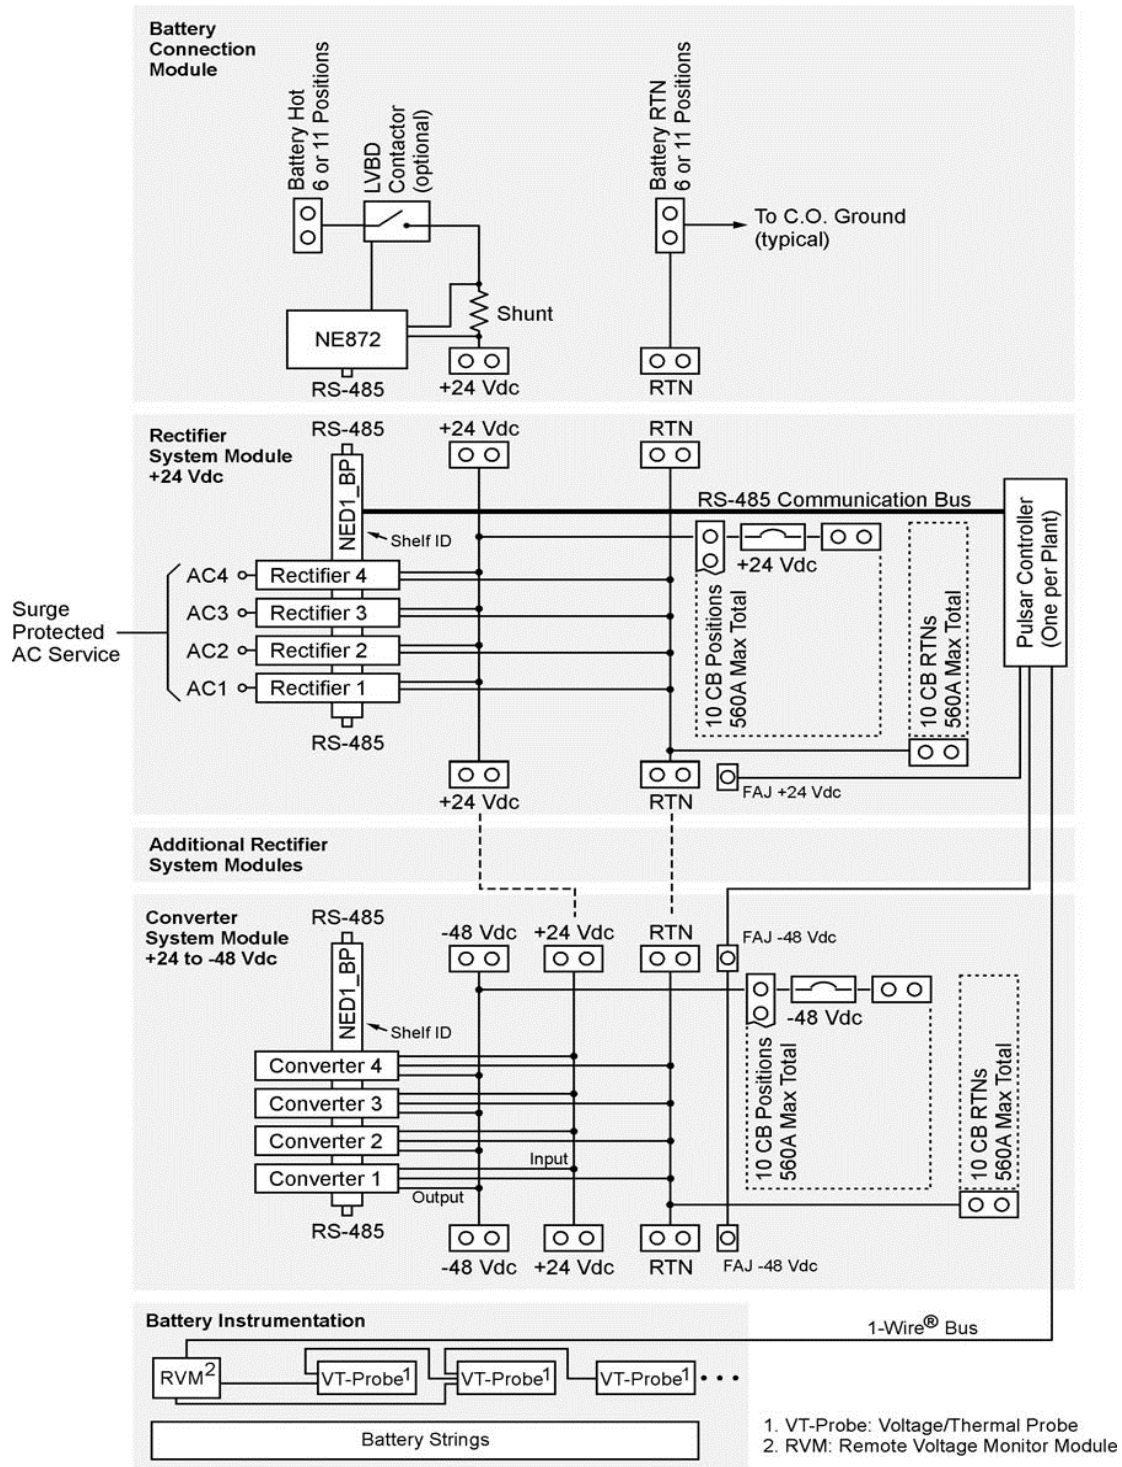 Battery
Connection
Module
Battery Hot
6 or 11 Positions
LVBD
Contactor
(optional)
Battery RTN
6 or 11 Positions
To C.O. Ground
(typical)
NE872
Shunt
RS-485
+24 Vdc
RTN
Rectifier
System Module
+24 Vdc
RS-485
+24 Vdc
RTN
NED1_BP
Shelf ID
RS-485 Communication Bus
+24 Vdc
10 CB Positions
560A Max Total
10 CB RTNs
560A Max Total
Pulsar Controller
(One per Plant)
Surge
Protected
AC Service
AC4
Rectifier 4
AC3
Rectifier 3
AC2
Rectifier 2
AC1
Rectifier 1
RS-485
+24 Vdc
RTN
FAJ +24 Vdc
Additional Rectifier
System Modules
Converter
System Module
+24 to -48 Vdc
RS-485
-48 Vdc
+24 Vdc
RTN
FAJ -48 Vdc
NED1_BP
Shelf ID
-48 Vdc
10 CB Positions
560A Max Total
10 CB RTNs
560A Max Total
Converter 4
Converter 3
Converter 2
Converter 1
Input
Output
RS-485
-48 Vdc
+24 Vdc
RTN
FAJ -48 Vdc
Battery Instrumentation
1-Wire® Bus
RVM2
VT-Probe1
VT-Probe1
VT-Probe1
Battery Strings
1. VT-Probe: Voltage/Thermal Probe
2. RVM: Remote Voltage Monitor Module